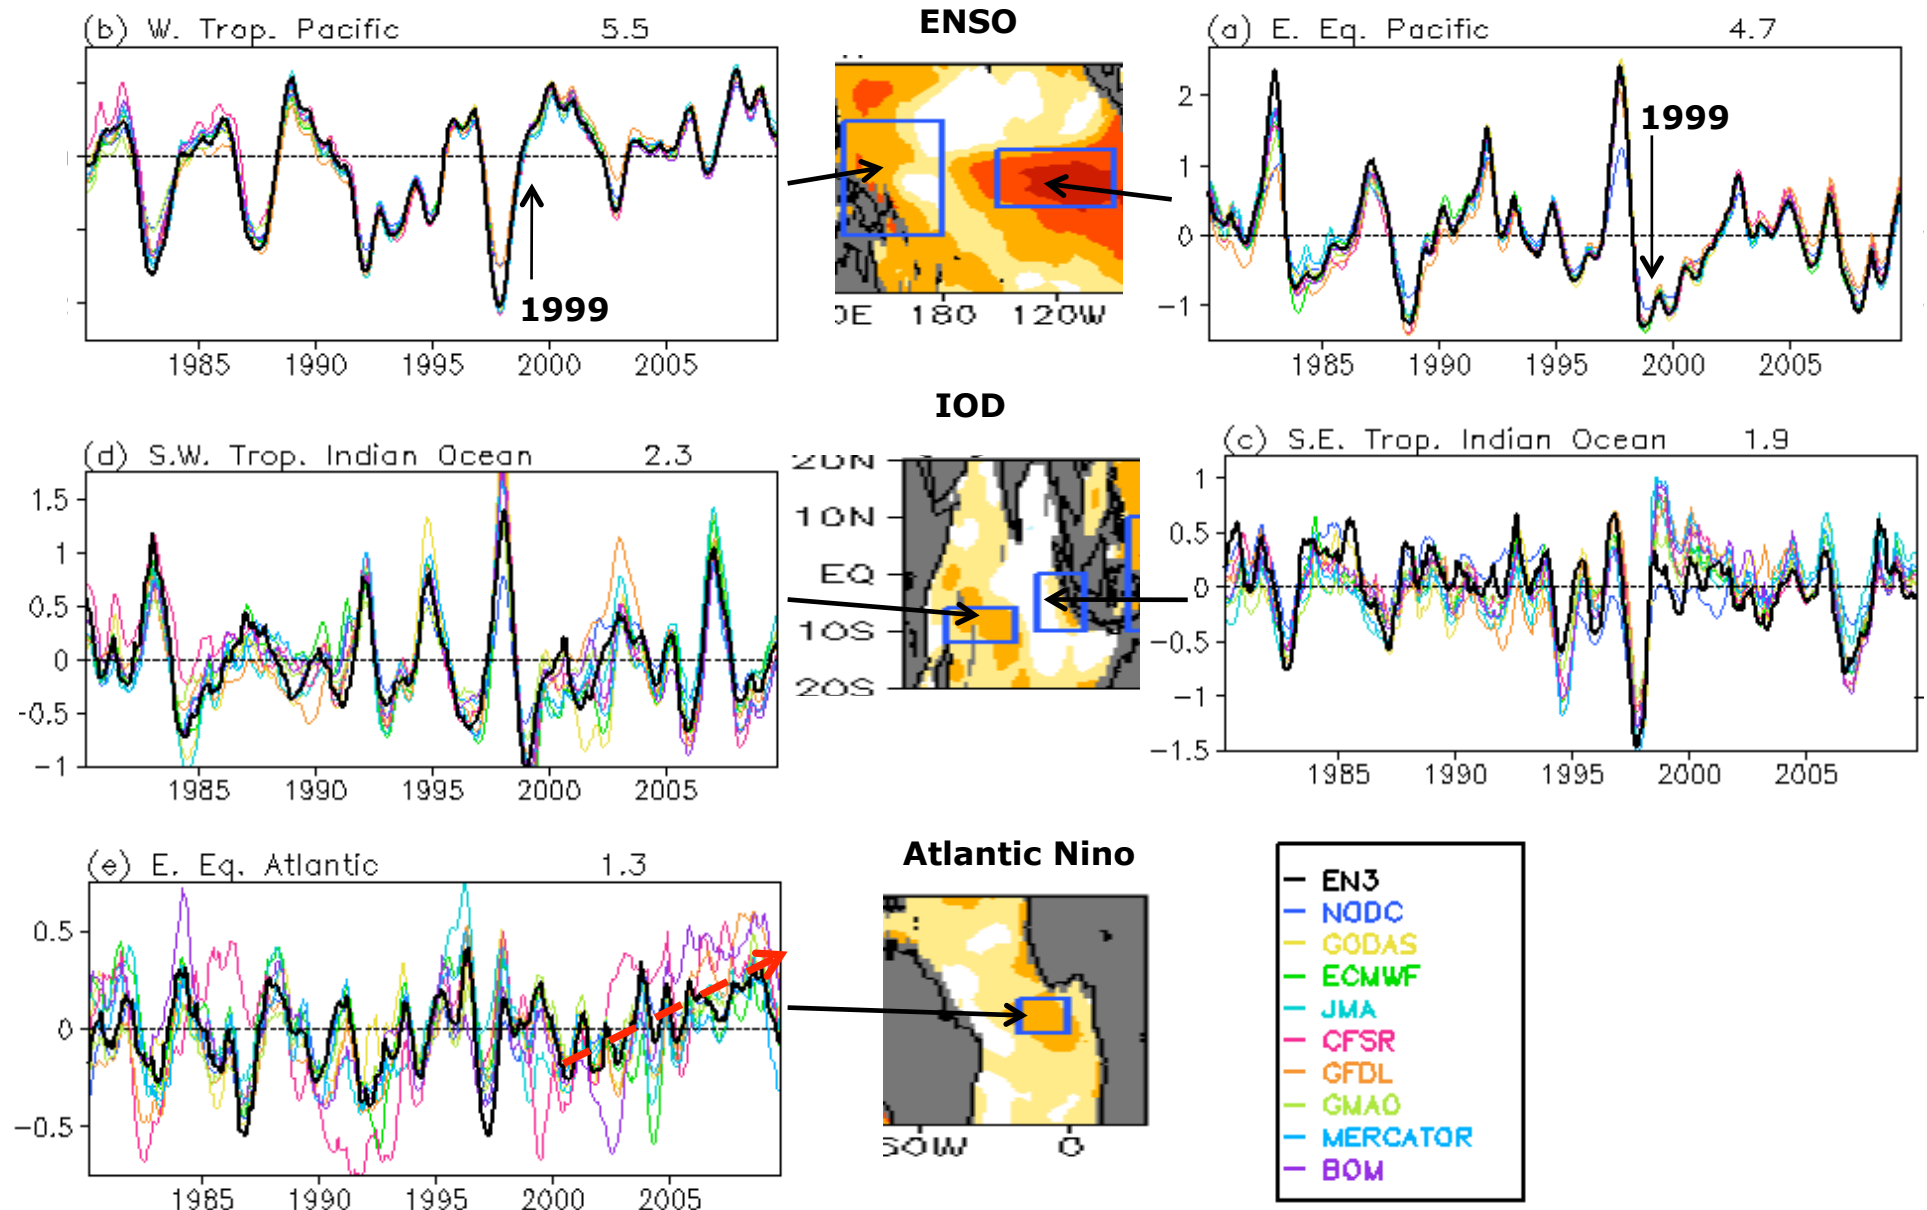 (b) W. Trop. Pacific 5.5
ENSO
(a) E. Eq. Pacific 4.7
1999
1985 1990 1995 2000 2005
0E 180 120W
2
1
0
-1
1999
1985 1990 1995 2000 2005
IOD
(d) S.W. Trop. Indian Ocean 2.3
1.5
1
0.5
0
-0.5
-1
1985 1990 1995 2000 2005
20N
10N
EQ
10S
20S
(c) S.E. Trop. Indian Ocean 1.9
1
0.5
0
-0.5
-1
-1.5
1985 1990 1995 2000 2005
(e) E. Eq. Atlantic 1.3
0.5
0
-0.5
1985 1990 1995 2000 2005
Atlantic Nino
60W 0
EN3
NODC
GODAS
ECMWF
JMA
CFSR
GFDL
GMAO
MERCATOR
BOM